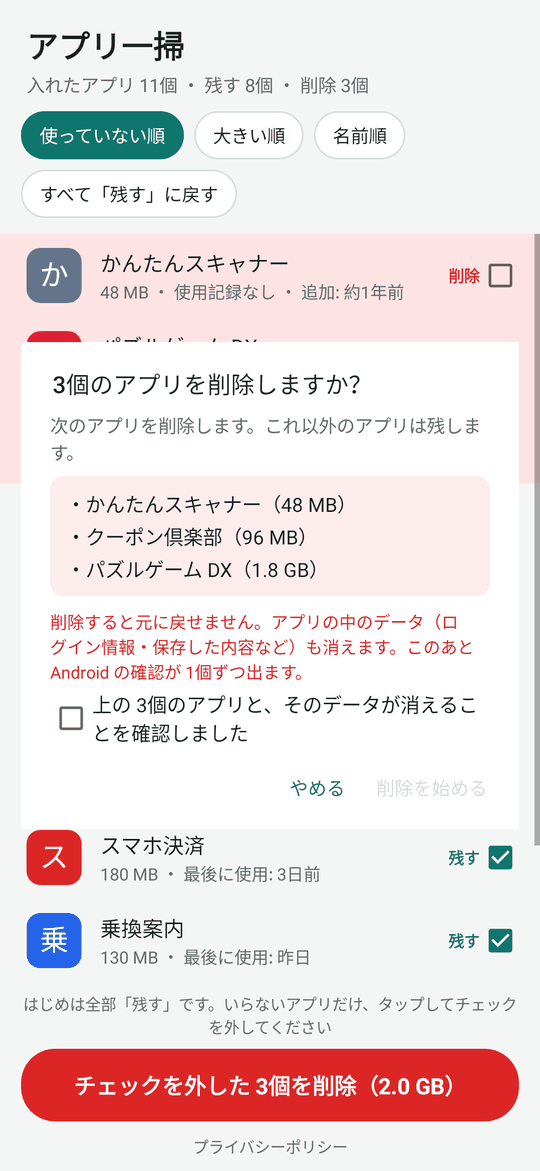 アプリ一掃
入れたアプリ 11個 ・ 残す 8個 ・ 削除 3個
使っていない順
大きい順
名前順
すべて「残す」に戻す
か
かんたんスキャナー
48 MB ・ 使用記録なし ・ 追加: 約1年前
削除
パズルゲーム DX
3個のアプリを削除しますか?
次のアプリを削除します。これ以外のアプリは残しま
す。
・かんたんスキャナー（48 MB）
・クーポン倶楽部（96 MB）
・パズルゲーム DX（1.8 GB）
削除すると元に戻せません。アプリの中のデータ（ロ
グイン情報・保存した内容など）も消えます。このあと
Android の確認が 1個ずつ出ます。
上の 3個のアプリと、そのデータが消えるこ
とを確認しました
やめる
削除を始める
ス
スマホ決済
180 MB ・ 最後に使用: 3日前
残す
乗
乗換案内
130 MB ・ 最後に使用: 昨日
残す
はじめは全部「残す」です。いらないアプリだけ、タップしてチェック
を外してください
チェックを外した 3個を削除（2.0 GB）
プライバシーポリシー